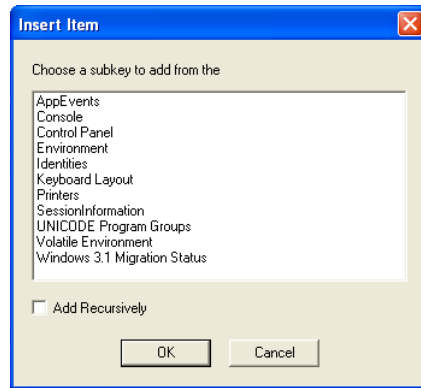 Insert Item
Choose a subkey to add from the
AppEvents
Console
Control Panel
Environment
Identities
Keyboard Layout
Printers
SessionInformation
UNICODE Program Groups
Volatile Environment
Windows 3.1 Migration Status
Add Recursively
OK Cancel